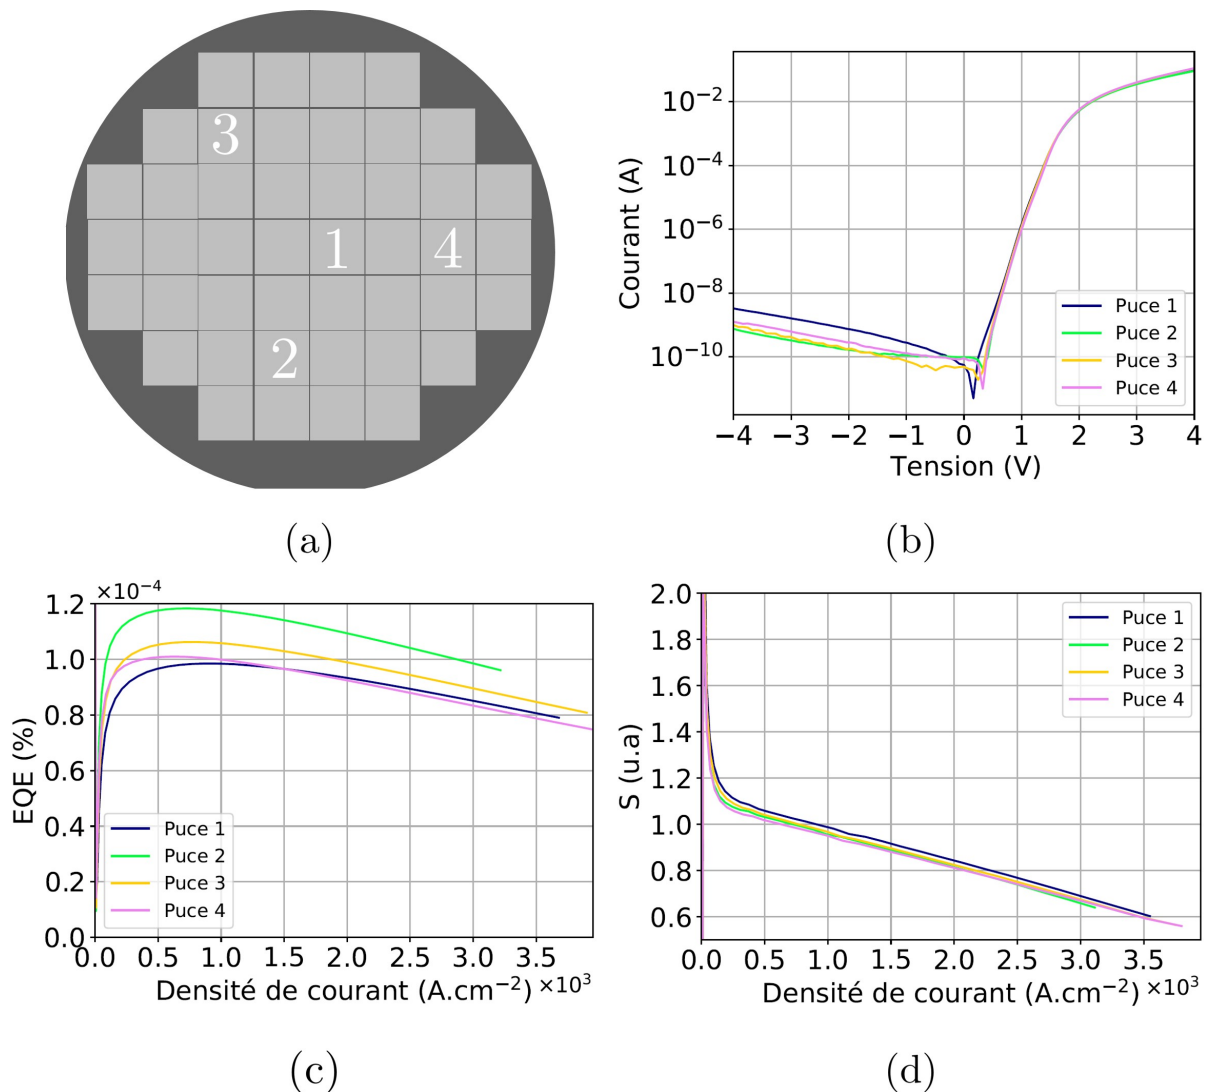 3
1 4
2
(a)
10⁻²
10⁻⁴
10⁻⁶
10⁻⁸
10⁻¹⁰
Courant (A)
Puce 1
Puce 2
Puce 3
Puce 4
−4 −3 −2 −1 0 1 2 3 4
Tension (V)
(b)
×10⁻⁴
1.2
1.0
0.8
0.6
0.4
0.2
0.0
EQE (%)
Puce 1
Puce 2
Puce 3
Puce 4
0.0 0.5 1.0 1.5 2.0 2.5 3.0 3.5
Densité de courant (A.cm⁻²) ×10³
(c)
2.0
1.8
1.6
1.4
1.2
1.0
0.8
0.6
S (u.a)
Puce 1
Puce 2
Puce 3
Puce 4
0.0 0.5 1.0 1.5 2.0 2.5 3.0 3.5
Densité de courant (A.cm⁻²) ×10³
(d)